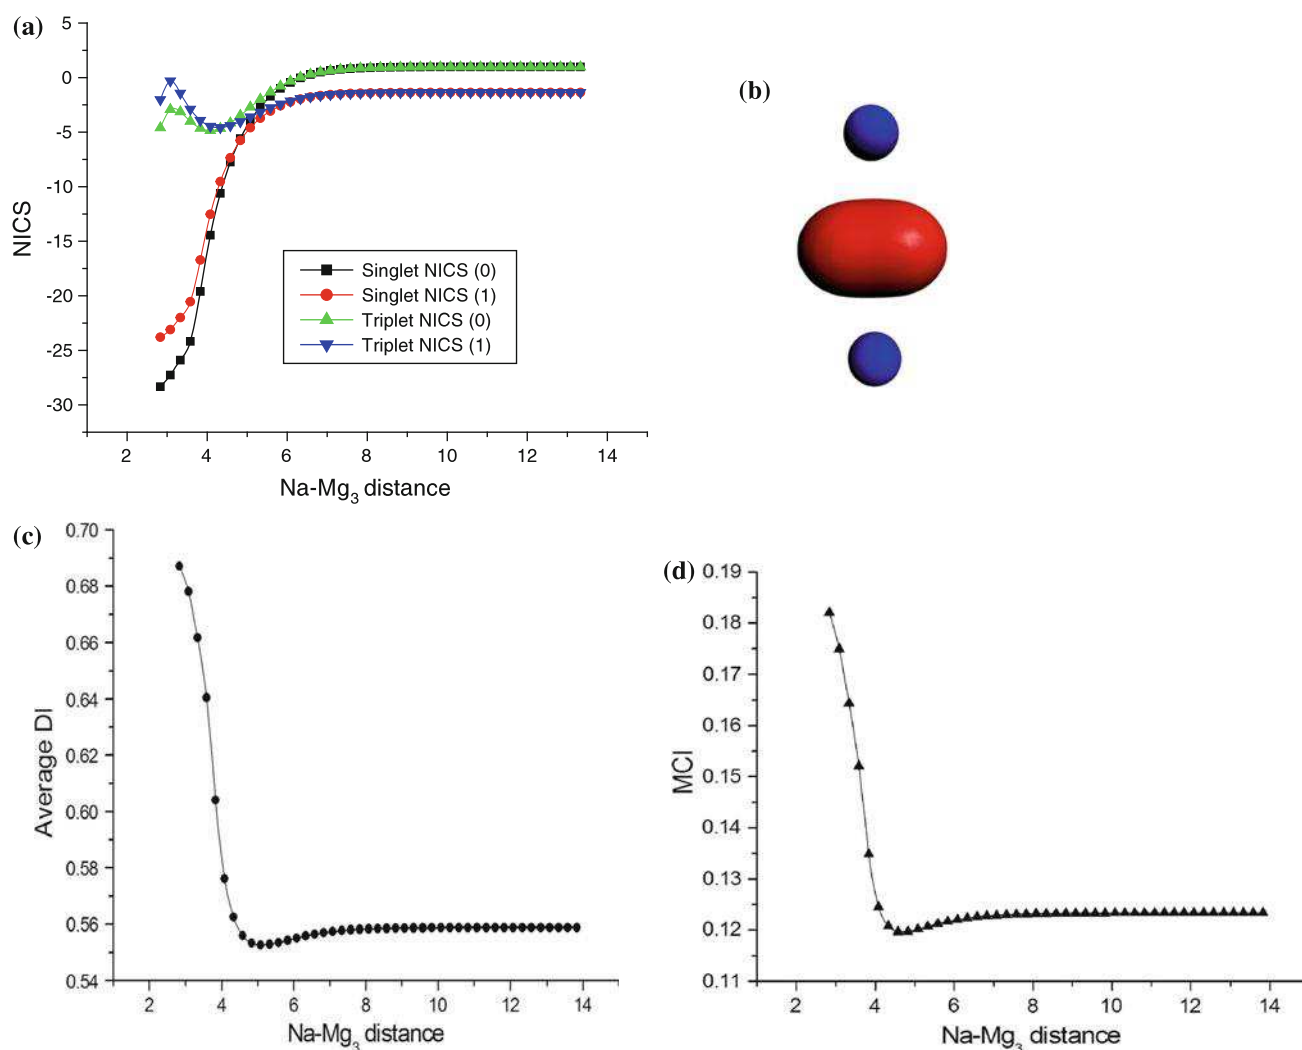 (a)
5
0
-5
-10
-15
-20
-25
-30
NICS
Singlet NICS (0)
Singlet NICS (1)
Triplet NICS (0)
Triplet NICS (1)
2 4 6 8 10 12 14
Na-Mg3 distance
(b)
(c)
0.70
0.68
0.66
0.64
0.62
0.60
0.58
0.56
0.54
Average DI
2 4 6 8 10 12 14
Na-Mg3 distance
(d)
0.19
0.18
0.17
0.16
0.15
0.14
0.13
0.12
0.11
MCI
2 4 6 8 10 12 14
Na-Mg3 distance